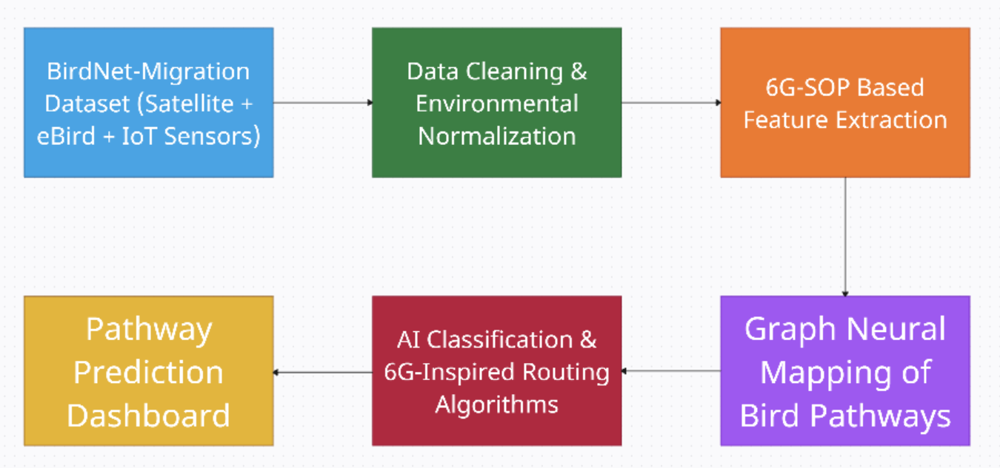 BirdNet-Migration
Dataset (Satellite +
eBird + IoT Sensors)
Data Cleaning &
Environmental
Normalization
6G-SOP Based
Feature Extraction
Graph Neural
Mapping of
Bird Pathways
AI Classification &
6G-Inspired Routing
Algorithms
Pathway
Prediction
Dashboard